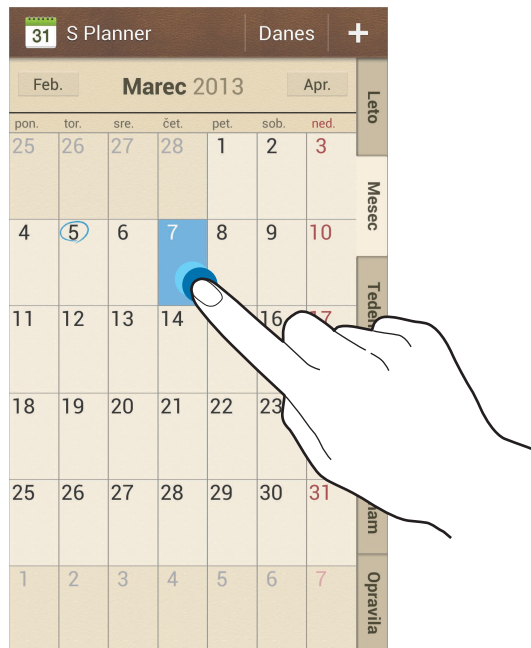 31 S Planner Danes +
Feb. Marec 2013 Apr.
pon. tor. sre. čet. pet. sob. ned.
25 26 27 28 1 2 3
4 5 6 7 8 9 10
11 12 13 14 16 17
18 19 20 21 22 23
25 26 27 28 29 30 31
1 2 3 4 5 6 7
Leto
Mesec
Opravila